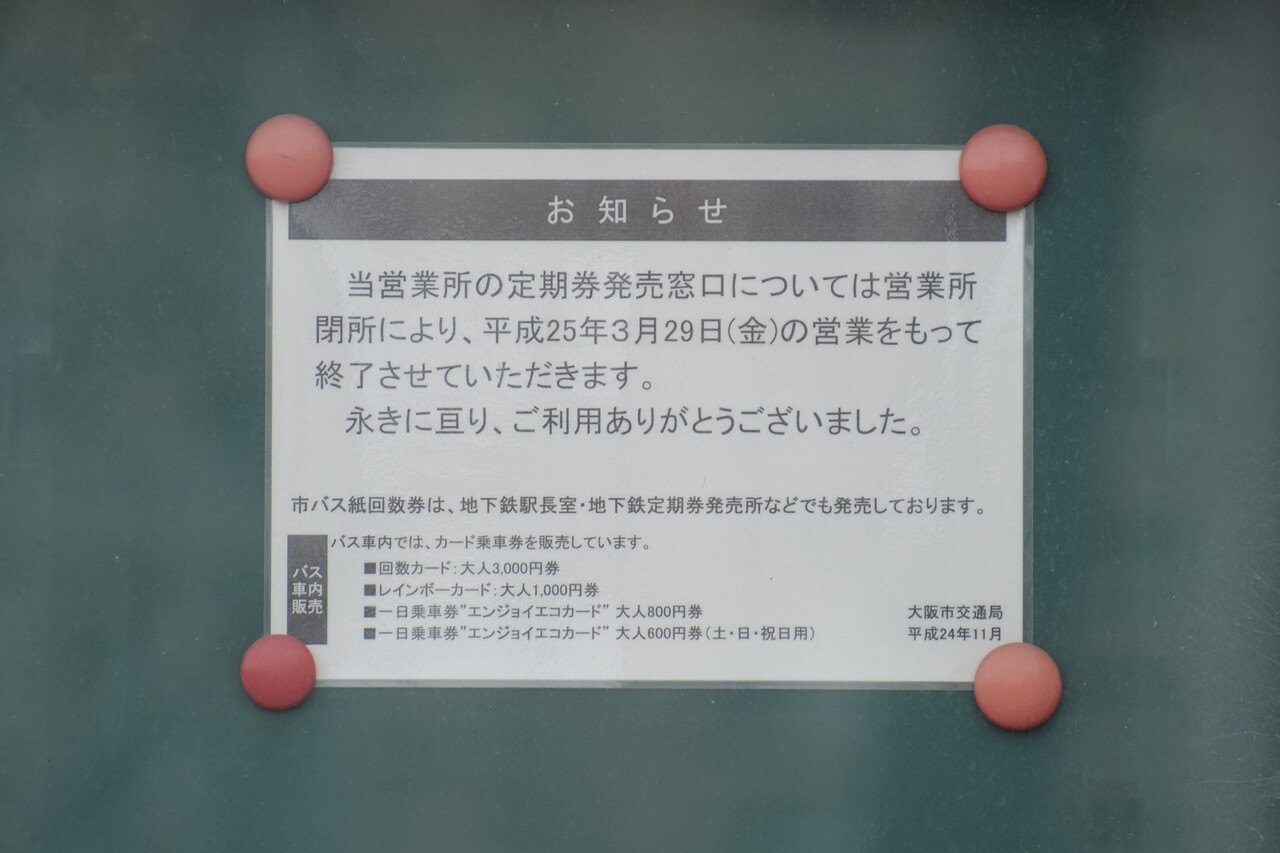 お知らせ
当営業所の定期券発売窓口については営業所
閉所により、平成25年3月29日(金)の営業をもって
終了させていただきます。
永きに亘り、ご利用ありがとうございました。
市バス紙回数券は、地下鉄駅長室・地下鉄定期券発売所などでも発売しております。
バス
車内
販売
バス車内では、カード乗車券を販売しています。
■回数カード:大人3,000円券
■レインボーカード:大人1,000円券
■一日乗車券"エンジョイエコカード" 大人800円券
■一日乗車券"エンジョイエコカード" 大人600円券(土・日・祝日用)
大阪市交通局
平成24年11月